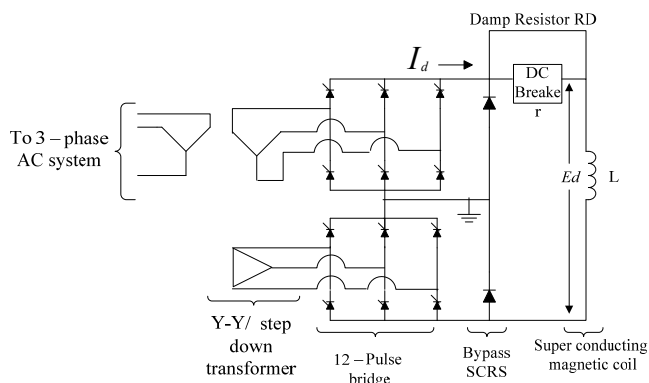 Damp Resistor RD
I_d
DC
Breake
r
To 3 – phase
AC system
Ed
L
Y-Y/ step
down
transformer
12 – Pulse
bridge
Bypass
SCRS
Super conducting
magnetic coil